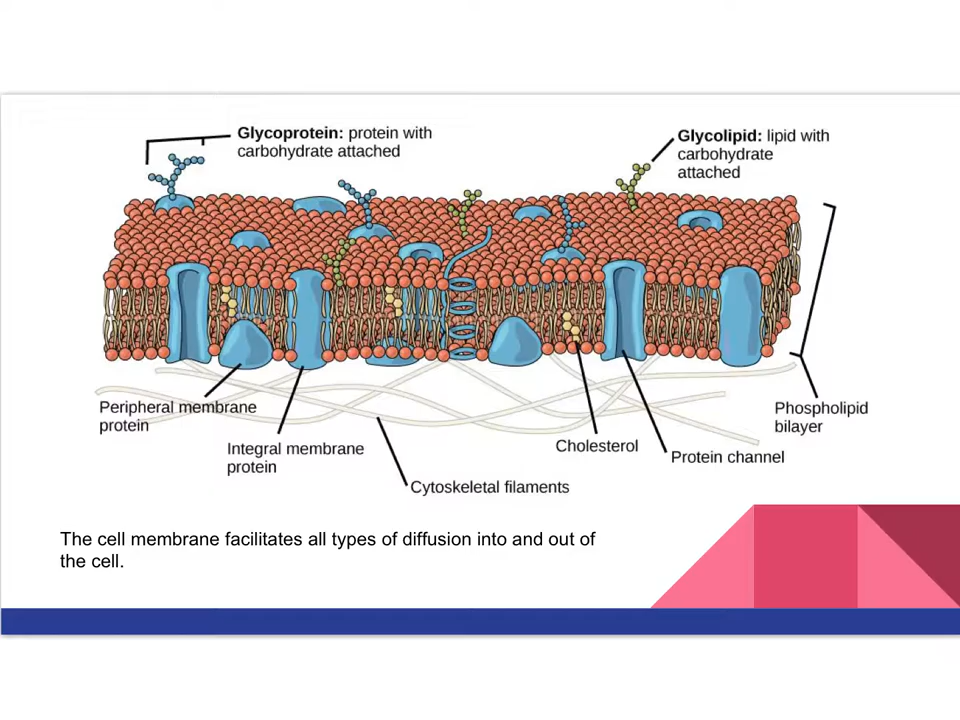 Glycoprotein: protein with
carbohydrate attached
Glycolipid: lipid with
carbohydrate
attached
Peripheral membrane
protein
Integral membrane
protein
Cytoskeletal filaments
Cholesterol
Protein channel
Phospholipid
bilayer
The cell membrane facilitates all types of diffusion into and out of
the cell.